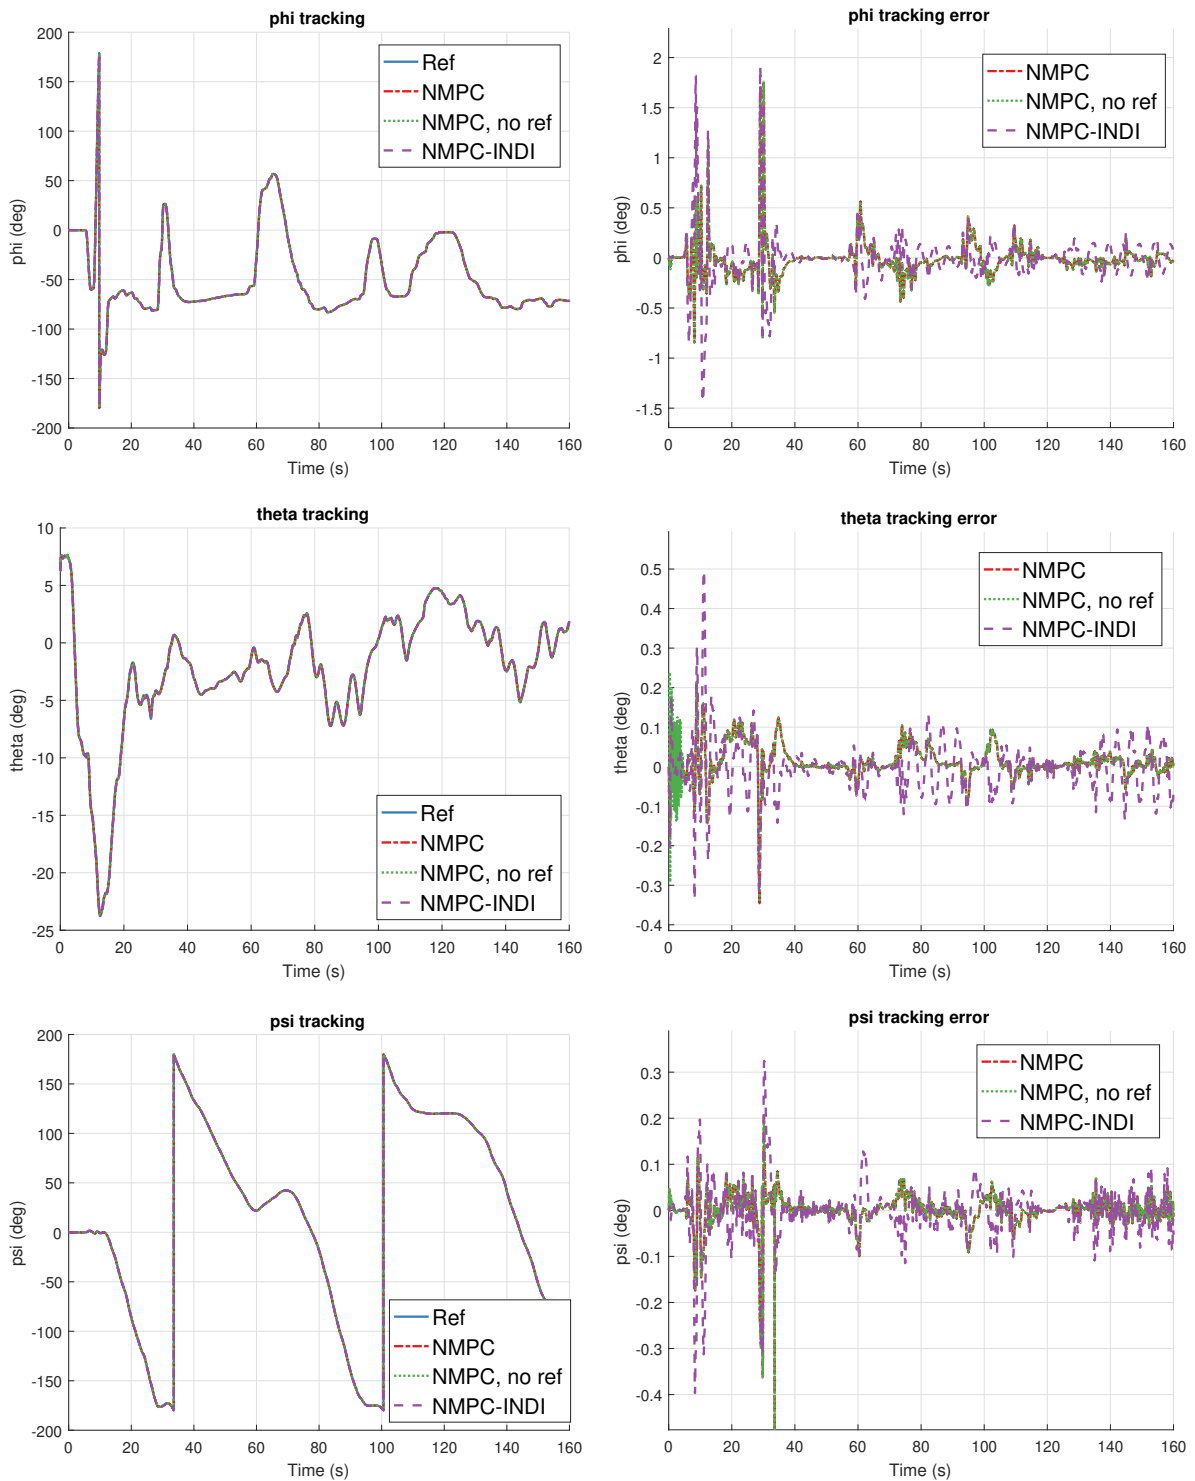 phi tracking
200
150
100
50
0
-50
-100
-150
-200
phi (deg)
0 20 40 60 80 100 120 140 160
Time (s)
Ref
NMPC
NMPC, no ref
NMPC-INDI
phi tracking error
2
1.5
1
0.5
0
-0.5
-1
-1.5
phi (deg)
0 20 40 60 80 100 120 140 160
Time (s)
NMPC
NMPC, no ref
NMPC-INDI
theta tracking
10
5
0
-5
-10
-15
-20
-25
theta (deg)
0 20 40 60 80 100 120 140 160
Time (s)
Ref
NMPC
NMPC, no ref
NMPC-INDI
theta tracking error
0.5
0.4
0.3
0.2
0.1
0
-0.1
-0.2
-0.3
-0.4
theta (deg)
0 20 40 60 80 100 120 140 160
Time (s)
NMPC
NMPC, no ref
NMPC-INDI
psi tracking
200
150
100
50
0
-50
-100
-150
-200
psi (deg)
0 20 40 60 80 100 120 140 160
Time (s)
Ref
NMPC
NMPC, no ref
NMPC-INDI
psi tracking error
0.3
0.2
0.1
0
-0.1
-0.2
-0.3
-0.4
psi (deg)
0 20 40 60 80 100 120 140 160
Time (s)
NMPC
NMPC, no ref
NMPC-INDI